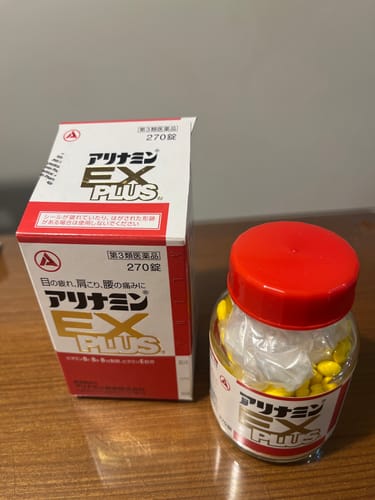 第3類医薬品
270錠
アリナミン®
EX
PLUS
シールが破れていたり、はがされた形跡
がある場合は使用しないでください
第3類医薬品
270錠
目の疲れ、肩こり、腰の痛みに
アリナミン®
EX
PLUS
アリナミン
EX
PLUS